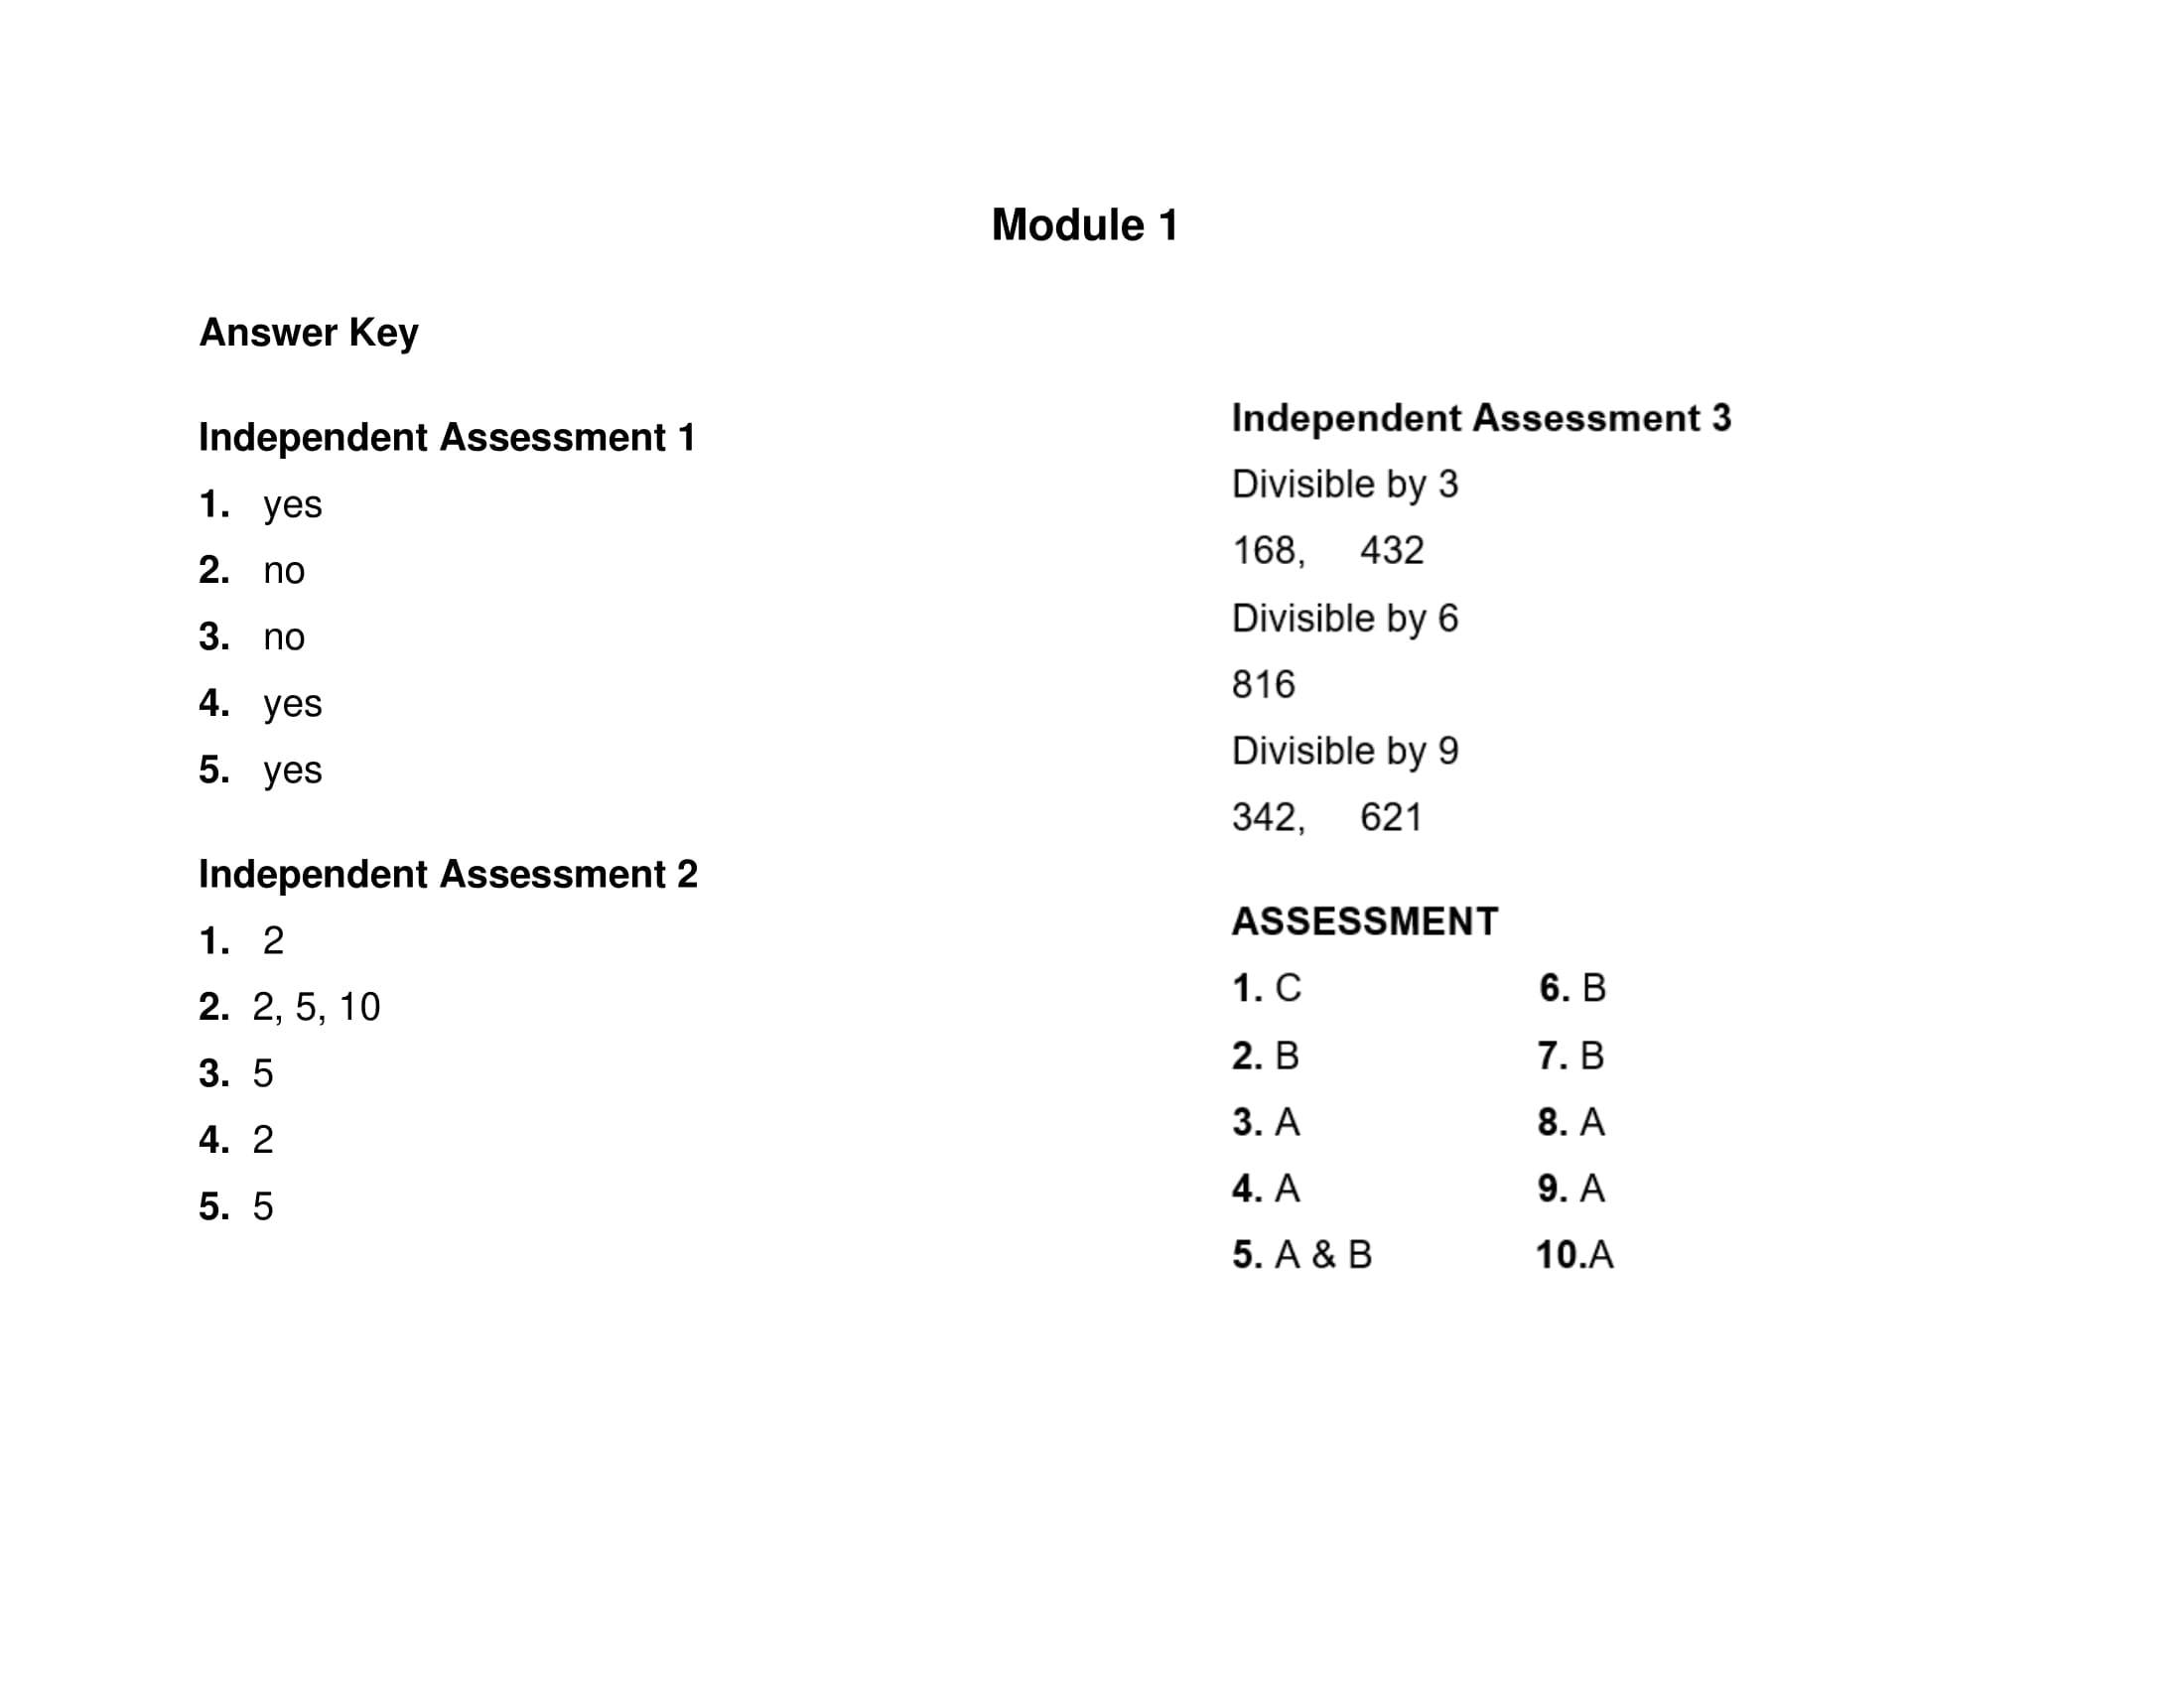 Module 1
Answer Key
Independent Assessment 1
1. yes
2. no
3. no
4. yes
5. yes
Independent Assessment 2
1. 2
2. 2, 5, 10
3. 5
4. 2
5. 5
Independent Assessment 3
Divisible by 3
168, 432
Divisible by 6
816
Divisible by 9
342, 621
ASSESSMENT
1. C 6. B
2. B 7. B
3. A 8. A
4. A 9. A
5. A & B 10.A